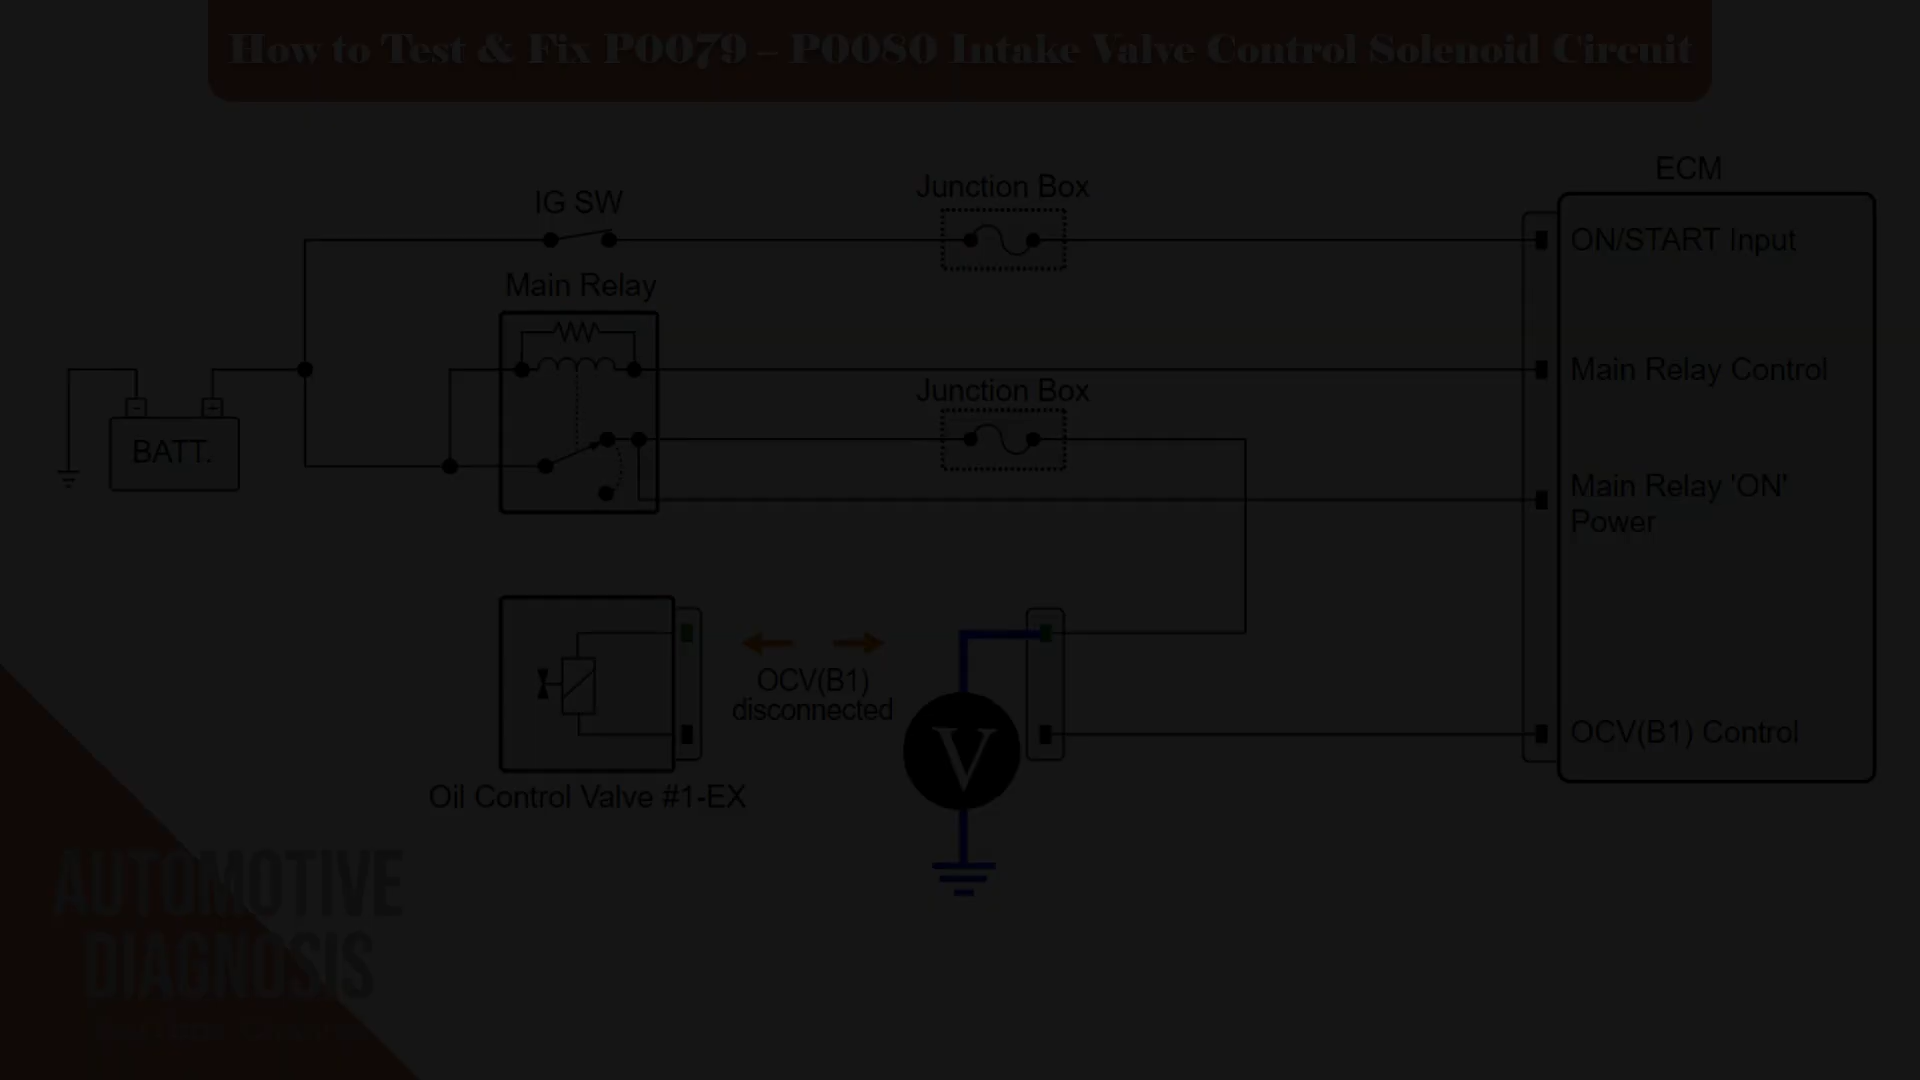 How to Test & Fix P0079 – P0080 Intake Valve Control Solenoid Circuit
ECM
Junction Box
IG SW
ON/START Input
Main Relay
Main Relay Control
Junction Box
BATT.
Main Relay 'ON'
Power
OCV(B1)
disconnected
V
OCV(B1) Control
Oil Control Valve #1-EX
AUTOMOTIVE
DIAGNOSIS